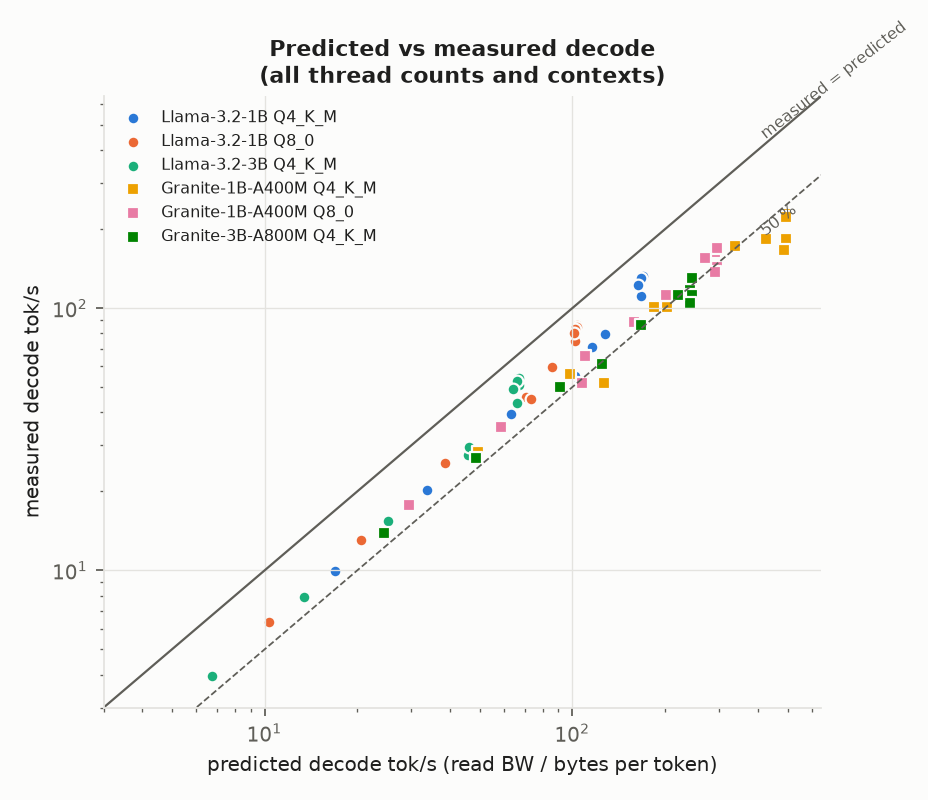 Predicted vs measured decode
(all thread counts and contexts)
measured = predicted
Llama-3.2-1B Q4_K_M
Llama-3.2-1B Q8_0
Llama-3.2-3B Q4_K_M
Granite-1B-A400M Q4_K_M
Granite-1B-A400M Q8_0
Granite-3B-A800M Q4_K_M
50 %
measured decode tok/s
10²
10¹
10¹
10²
predicted decode tok/s (read BW / bytes per token)